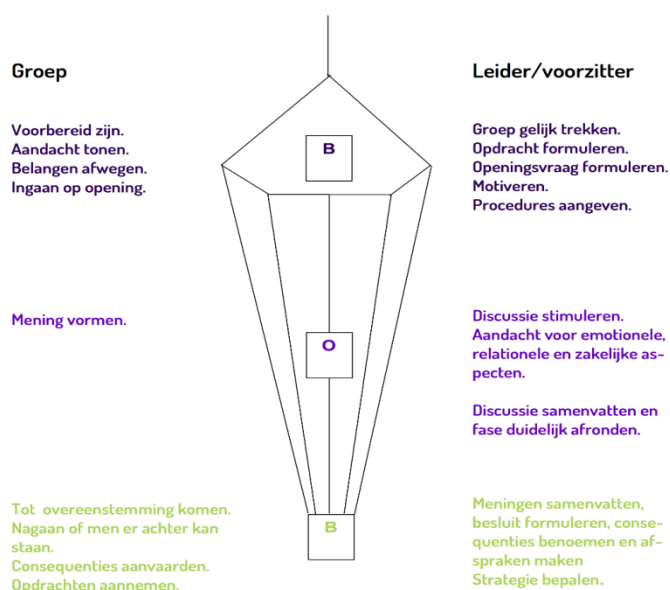 Groep
Leider/voorzitter
Voorbereid zijn.
Aandacht tonen.
Belangen afwegen.
Ingaan op opening.
B
Groep gelijk trekken.
Opdracht formuleren.
Openingsvraag formuleren.
Motiveren.
Procedures aangeven.
Mening vormen.
O
Discussie stimuleren.
Aandacht voor emotionele,
relationele en zakelijke as-
pecten.
Discussie samenvatten en
fase duidelijk afronden.
Tot overeenstemming komen.
Nagaan of men er achter kan
staan.
Consequenties aanvaarden.
Opdrachten aannemen.
B
Meningen samenvatten,
besluit formuleren, conse-
quenties benoemen en af-
spraken maken
Strategie bepalen.